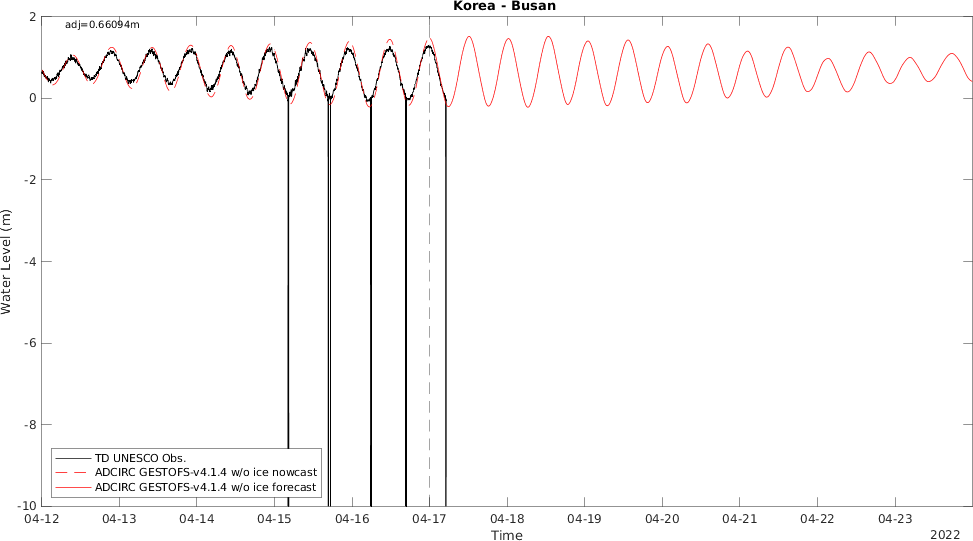 Korea - Busan
adj=0.66094m
2
0
-2
-4
-6
-8
-10
Water Level (m)
TD UNESCO Obs.
ADCIRC GESTOFS-v4.1.4 w/o ice nowcast
ADCIRC GESTOFS-v4.1.4 w/o ice forecast
04-12 04-13 04-14 04-15 04-16 04-17 04-18 04-19 04-20 04-21 04-22 04-23
Time
2022